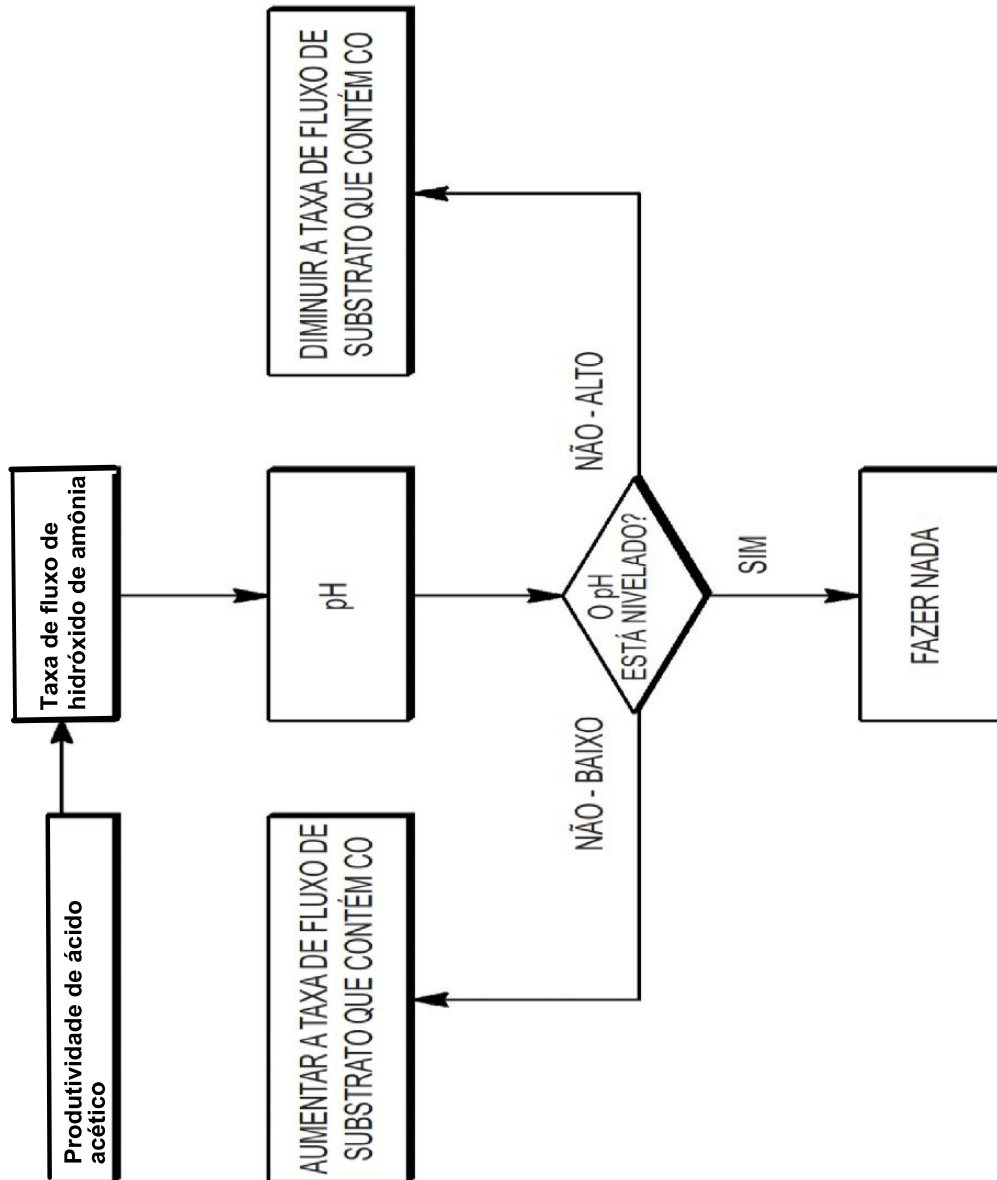 Produtividade de ácido
acético
Taxa de fluxo de
hidróxido de amônia
AUMENTAR A TAXA DE FLUXO DE
SUBSTRATO QUE CONTÉM CO
pH
DIMINUIR A TAXA DE FLUXO DE
SUBSTRATO QUE CONTÉM CO
NÃO - BAIXO
O pH
ESTÁ NIVELADO?
NÃO - ALTO
SIM
FAZER NADA